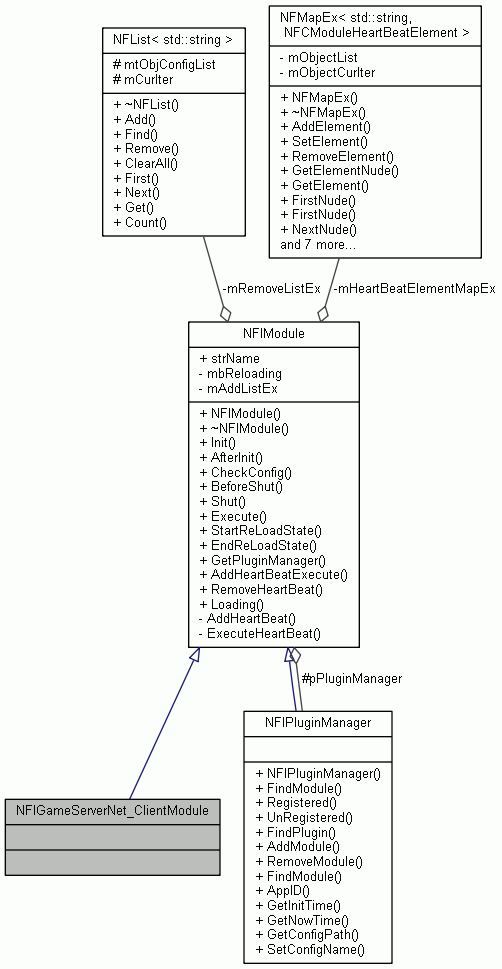 NFList< std::string >
# mtObjConfigList
# mCurIter
+ ~NFList()
+ Add()
+ Find()
+ Remove()
+ ClearAll()
+ First()
+ Next()
+ Get()
+ Count()
NFMapEx< std::string,
NFCModuleHeartBeatElement >
- mObjectList
- mObjectCurIter
+ NFMapEx()
+ ~NFMapEx()
+ AddElement()
+ SetElement()
+ RemoveElement()
+ GetElementNude()
+ GetElement()
+ FirstNude()
+ FirstNude()
+ NextNude()
and 7 more...
-mRemoveListEx
-mHeartBeatElementMapEx
NFIModule
+ strName
- mbReloading
- mAddListEx
+ NFIModule()
+ ~NFIModule()
+ Init()
+ AfterInit()
+ CheckConfig()
+ BeforeShut()
+ Shut()
+ Execute()
+ StartReLoadState()
+ EndReLoadState()
+ GetPluginManager()
+ AddHeartBeatExecute()
+ RemoveHeartBeat()
+ Loading()
- AddHeartBeat()
- ExecuteHeartBeat()
#pPluginManager
NFIGameServerNet_ClientModule
NFIPluginManager
+ NFIPluginManager()
+ FindModule()
+ Registered()
+ UnRegistered()
+ FindPlugin()
+ AddModule()
+ RemoveModule()
+ FindModule()
+ AppID()
+ GetInitTime()
+ GetNowTime()
+ GetConfigPath()
+ SetConfigName()